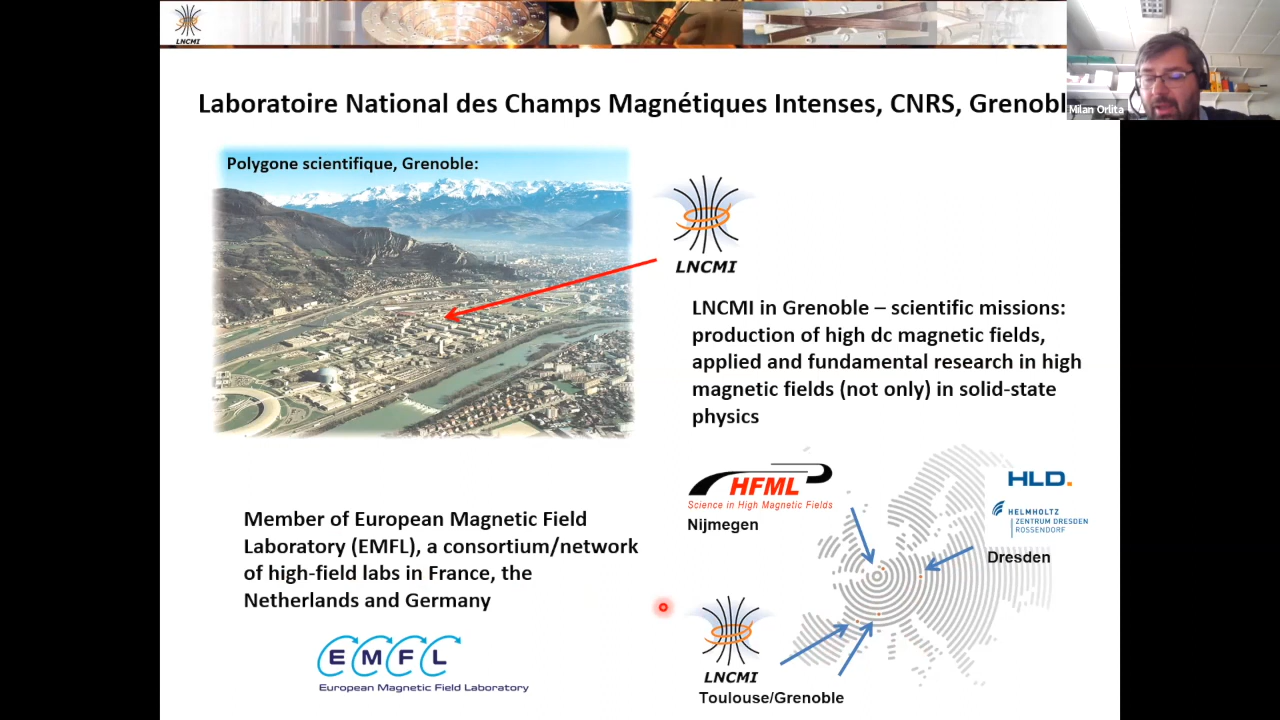 LNCMI
Laboratoire National des Champs Magnétiques Intenses, CNRS, Grenobl
Milan Orlita
Polygone scientifique, Grenoble:
LNCMI
LNCMI in Grenoble – scientific missions:
production of high dc magnetic fields,
applied and fundamental research in high
magnetic fields (not only) in solid-state
physics
HFML
Science in High Magnetic Fields
Nijmegen
HLD.
HELMHOLTZ
ZENTRUM DRESDEN
ROSSENDORF
Dresden
Member of European Magnetic Field
Laboratory (EMFL), a consortium/network
of high-field labs in France, the
Netherlands and Germany
EMFL
European Magnetic Field Laboratory
LNCMI
Toulouse/Grenoble